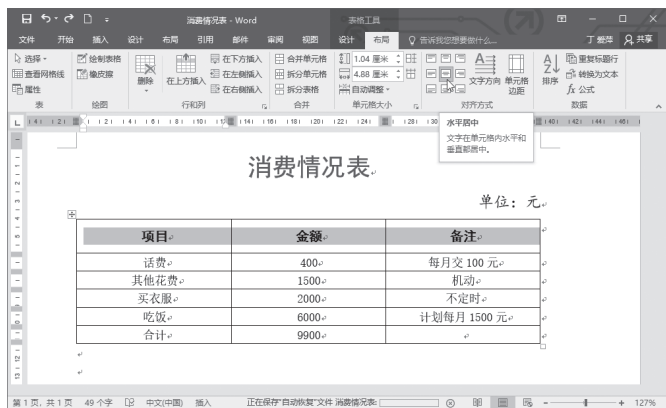 消费情况表 - Word
表格工具
文件 开始 插入 设计 布局 引用 邮件 审阅 视图 设计 布局 告诉我您想要做什么... 丁爱萍 共享
选择 绘制表格 在下方插入 合并单元格 1.04 厘米 重复标题行
查看网格线 橡皮擦 删除 在上方插入 在左侧插入 拆分单元格 4.88 厘米 文字方向 单元格边距 排序 转换为文本
属性 在右侧插入 拆分表格 自动调整 fx 公式
表 绘图 行和列 合并 单元格大小 对齐方式 数据
水平居中
文字在单元格内水平和
垂直都居中。
消费情况表
单位：元
项目 金额 备注
话费 400 每月交 100 元
其他花费 1500 机动
买衣服 2000 不定时
吃饭 6000 计划每月 1500 元
合计 9900
第 1 页，共 1 页 49 个字 中文(中国) 插入 正在保存"自动恢复"文件 消费情况表: 127%